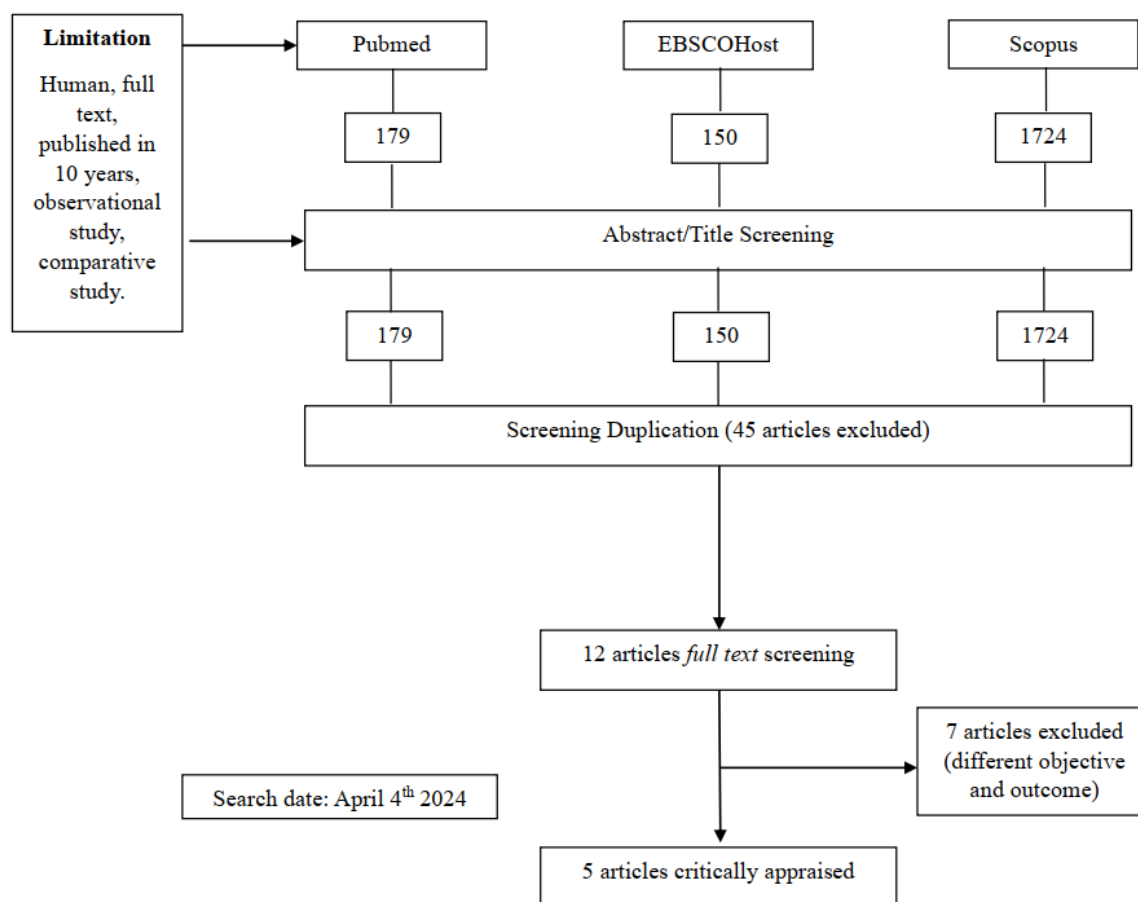 Limitation
Human, full
text,
published in
10 years,
observational
study,
comparative
study.
Pubmed
EBSCOHost
Scopus
179
150
1724
Abstract/Title Screening
179
150
1724
Screening Duplication (45 articles excluded)
12 articles full text screening
7 articles excluded
(different objective
and outcome)
Search date: April 4th 2024
5 articles critically appraised